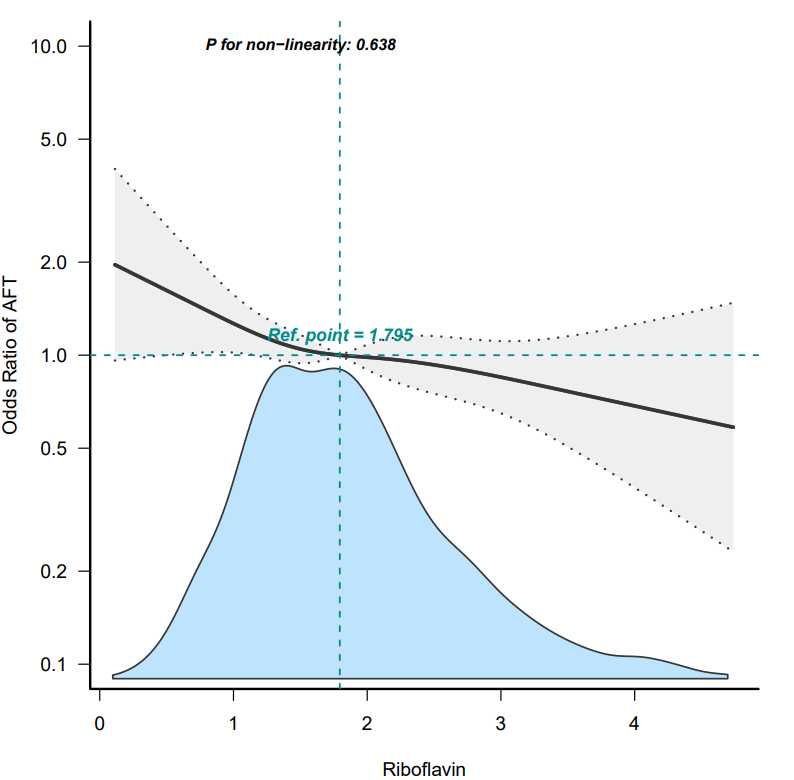 P for non−linearity: 0.638
10.0
5.0
2.0
1.0
0.5
0.2
0.1
Odds Ratio of AFT
Ref. point = 1.795
0 1 2 3 4
Riboflavin